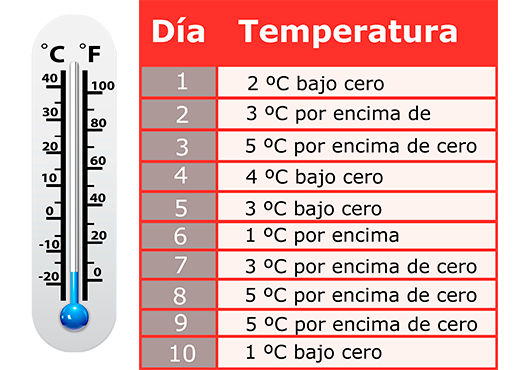 °C °F
40 100
30 80
20 60
10 40
0 20
-10 0
-20
Día Temperatura
1 2 ºC bajo cero
2 3 ºC por encima de
3 5 ºC por encima de cero
4 4 ºC bajo cero
5 3 ºC bajo cero
6 1 ºC por encima
7 3 ºC por encima de cero
8 5 ºC por encima de cero
9 5 ºC por encima de cero
10 1 ºC bajo cero